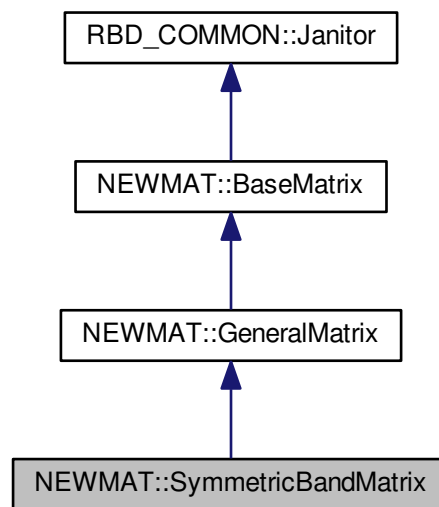 RBD_COMMON::Janitor
NEWMAT::BaseMatrix
NEWMAT::GeneralMatrix
NEWMAT::SymmetricBandMatrix